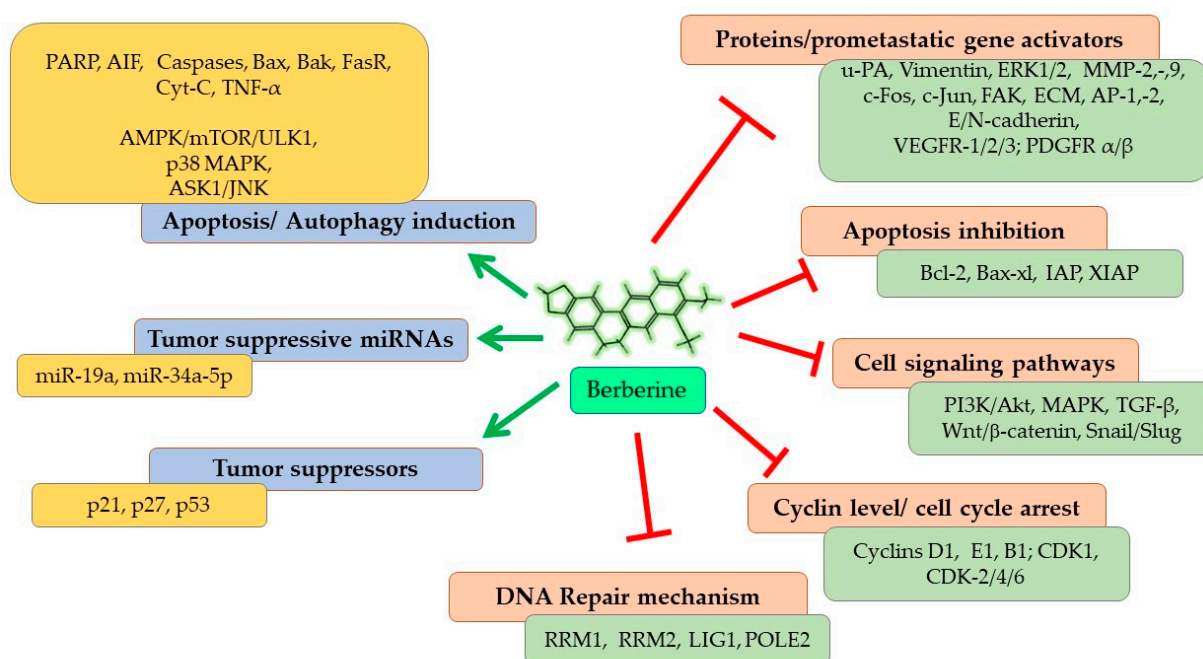 PARP, AIF, Caspases, Bax, Bak, FasR,
Cyt-C, TNF-α
AMPK/mTOR/ULK1,
p38 MAPK,
ASK1/JNK
Apoptosis/ Autophagy induction
Tumor suppressive miRNAs
miR-19a, miR-34a-5p
Tumor suppressors
p21, p27, p53
Berberine
Proteins/prometastatic gene activators
u-PA, Vimentin, ERK1/2, MMP-2,-,9,
c-Fos, c-Jun, FAK, ECM, AP-1,-2,
E/N-cadherin,
VEGFR-1/2/3; PDGFR α/β
Apoptosis inhibition
Bcl-2, Bax-xl, IAP, XIAP
Cell signaling pathways
PI3K/Akt, MAPK, TGF-β,
Wnt/β-catenin, Snail/Slug
Cyclin level/ cell cycle arrest
Cyclins D1, E1, B1; CDK1,
CDK-2/4/6
DNA Repair mechanism
RRM1, RRM2, LIG1, POLE2